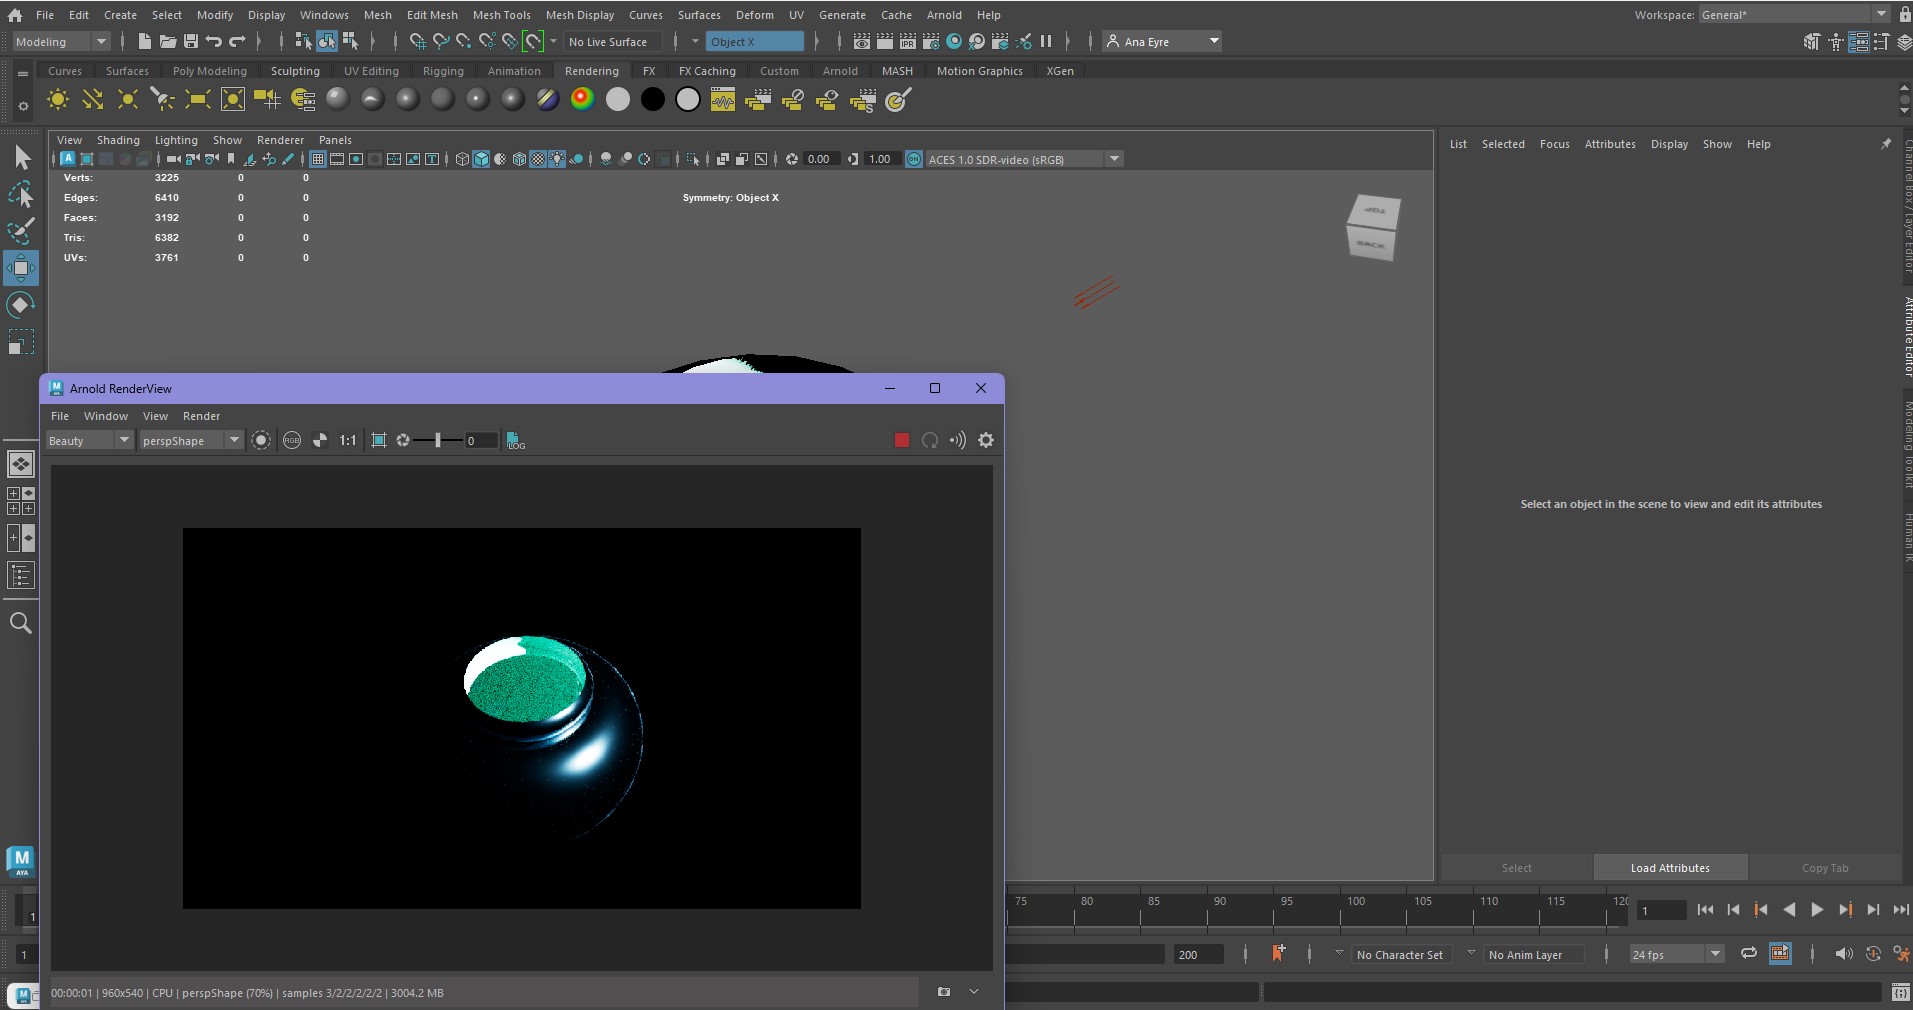 File Edit Create Select Modify Display Windows Mesh Edit Mesh Mesh Tools Mesh Display Curves Surfaces Deform UV Generate Cache Arnold Help Workspace: General*
Modeling No Live Surface Object X IPR Ana Eyre
Curves Surfaces Poly Modeling Sculpting UV Editing Rigging Animation Rendering FX FX Caching Custom Arnold MASH Motion Graphics XGen
View Shading Lighting Show Renderer Panels
List Selected Focus Attributes Display Show Help
0.00 1.00 ON ACES 1.0 SDR-video (sRGB)
Verts: 3225 0 0
Edges: 6410 0 0
Faces: 3192 0 0
Tris: 6382 0 0
UVs: 3761 0 0
Symmetry: Object X
TOP
BACK
Channel Box / Layer Editor
Attribute Editor
Modeling Toolkit
Human IK
Arnold RenderView
File Window View Render
Beauty perspShape RGB 1:1 0 LOG
Select an object in the scene to view and edit its attributes
Select Load Attributes Copy Tab
M
AYA
1 75 80 85 90 95 100 105 110 115 120 1
1 200 No Character Set No Anim Layer 24 fps
00:00:01 | 960x540 | CPU | perspShape (70%) | samples 3/2/2/2/2/2 | 3004.2 MB